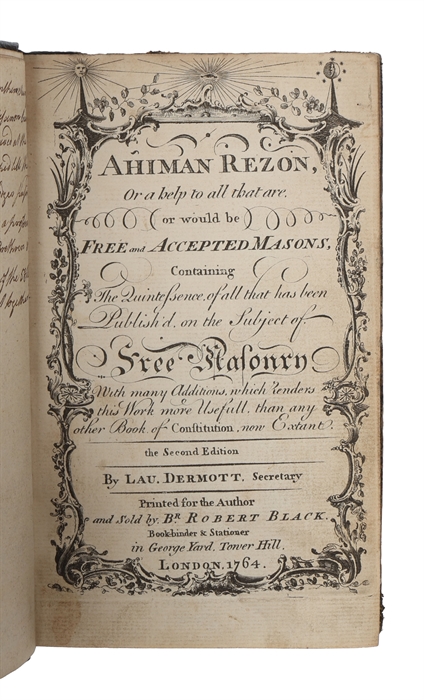 AHIMAN REZON,
Or a help to all that are,
(or would be)
FREE and ACCEPTED MASONS,
Containing
The Quintessence of all that has been
Publish'd on the Subject of
Free Masonry
With many Additions, which renders
this Work more Usefull, than any
other Book of Constitution, now Extant.
the Second Edition
By LAU. DERMOTT, Secretary
Printed for the Author
and Sold by BR ROBERT BLACK.
Book-binder & Stationer
in George Yard, Tower Hill.
LONDON, 1764.